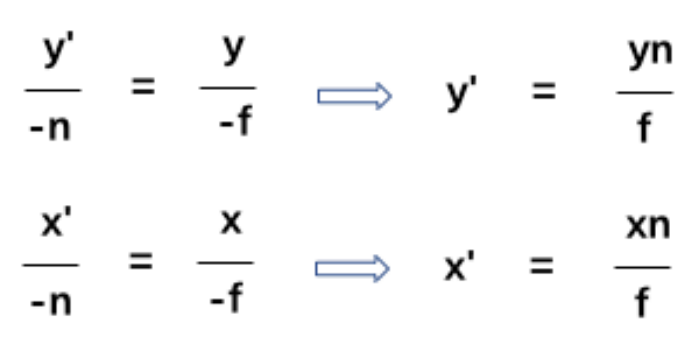 y'/-n = y/-f ⇒ y' = yn/f
x'/-n = x/-f ⇒ x' = xn/f